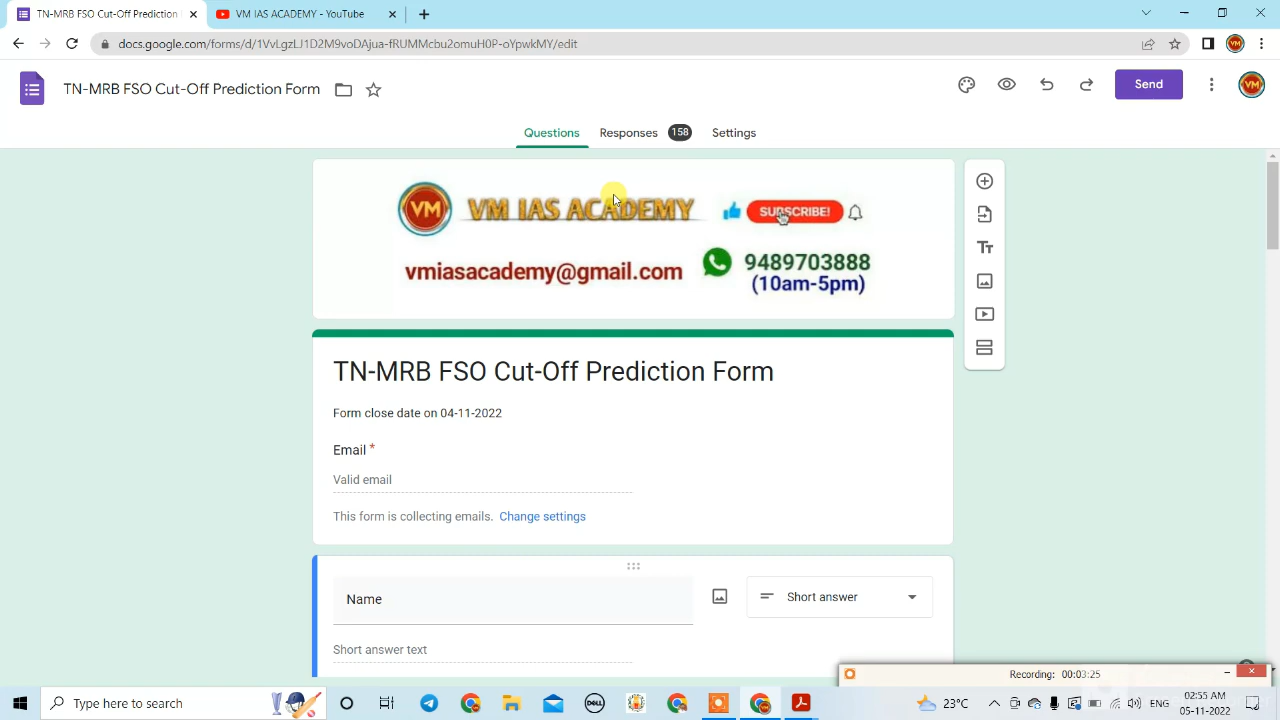 TN-MRB FSO Cut-Off Prediction
VM IAS ACADEMY - YouTube
docs.google.com/forms/d/1VvLgzLJ1D2M9voDAjua-fRUMMcbu2omuH0P-oYpwkMY/edit
TN-MRB FSO Cut-Off Prediction Form
Send
VM
Questions
Responses
158
Settings
VM
VM IAS ACADEMY
SUBSCRIBE!
vmiasacademy@gmail.com
9489703888
(10am-5pm)
TN-MRB FSO Cut-Off Prediction Form
Form close date on 04-11-2022
Email *
Valid email
This form is collecting emails. Change settings
Name
Short answer
Short answer text
Recording: 00:03:25
Type here to search
DELL
23°C
ENG
02:55 AM
05-11-2022